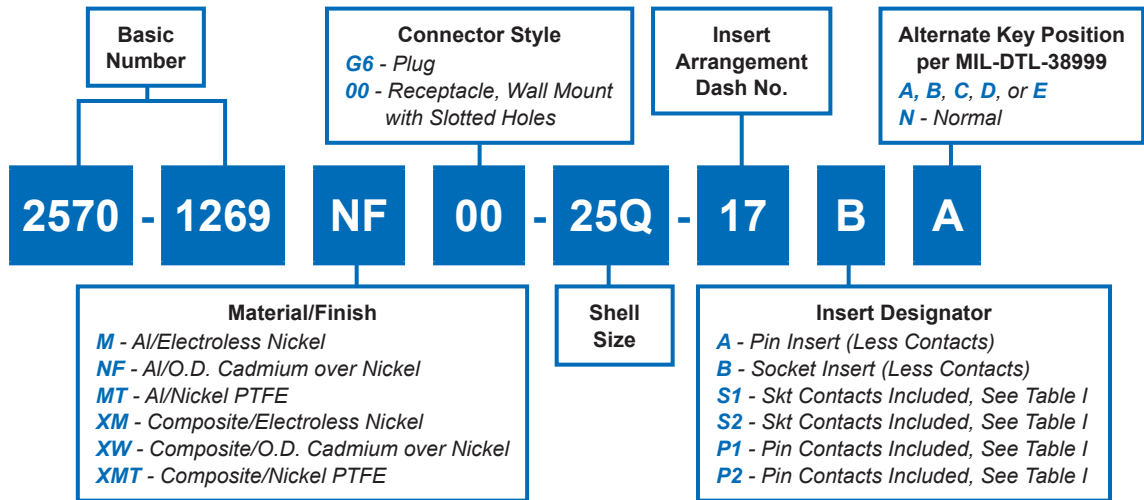 Basic
Number
Connector Style
G6 - Plug
00 - Receptacle, Wall Mount
with Slotted Holes
Insert
Arrangement
Dash No.
Alternate Key Position
per MIL-DTL-38999
A, B, C, D, or E
N - Normal
2570 - 1269 NF 00 - 25Q - 17 B A
Material/Finish
M - Al/Electroless Nickel
NF - Al/O.D. Cadmium over Nickel
MT - Al/Nickel PTFE
XM - Composite/Electroless Nickel
XW - Composite/O.D. Cadmium over Nickel
XMT - Composite/Nickel PTFE
Shell
Size
Insert Designator
A - Pin Insert (Less Contacts)
B - Socket Insert (Less Contacts)
S1 - Skt Contacts Included, See Table I
S2 - Skt Contacts Included, See Table I
P1 - Pin Contacts Included, See Table I
P2 - Pin Contacts Included, See Table I